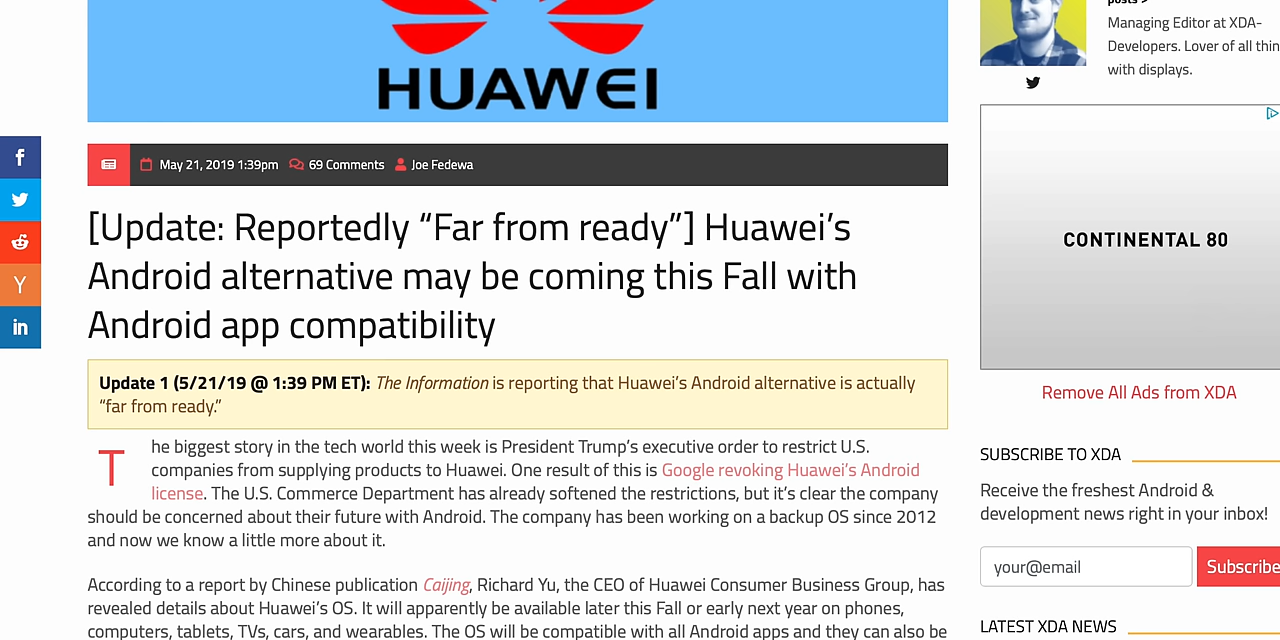 HUAWEI
May 21, 2019 1:39pm 69 Comments Joe Fedewa
[Update: Reportedly “Far from ready”] Huawei’s
Android alternative may be coming this Fall with
Android app compatibility
Update 1 (5/21/19 @ 1:39 PM ET): The Information is reporting that Huawei’s Android alternative is actually
“far from ready.”
The biggest story in the tech world this week is President Trump’s executive order to restrict U.S.
companies from supplying products to Huawei. One result of this is Google revoking Huawei’s Android
license. The U.S. Commerce Department has already softened the restrictions, but it’s clear the company
should be concerned about their future with Android. The company has been working on a backup OS since 2012
and now we know a little more about it.
According to a report by Chinese publication Caijing, Richard Yu, the CEO of Huawei Consumer Business Group, has
revealed details about Huawei’s OS. It will apparently be available later this Fall or early next year on phones,
computers, tablets, TVs, cars, and wearables. The OS will be compatible with all Android apps and they can also be
posts >
Managing Editor at XDA-
Developers. Lover of all thin
with displays.
CONTINENTAL 80
Remove All Ads from XDA
SUBSCRIBE TO XDA
Receive the freshest Android &
development news right in your inbox!
your@email Subscribe
LATEST XDA NEWS